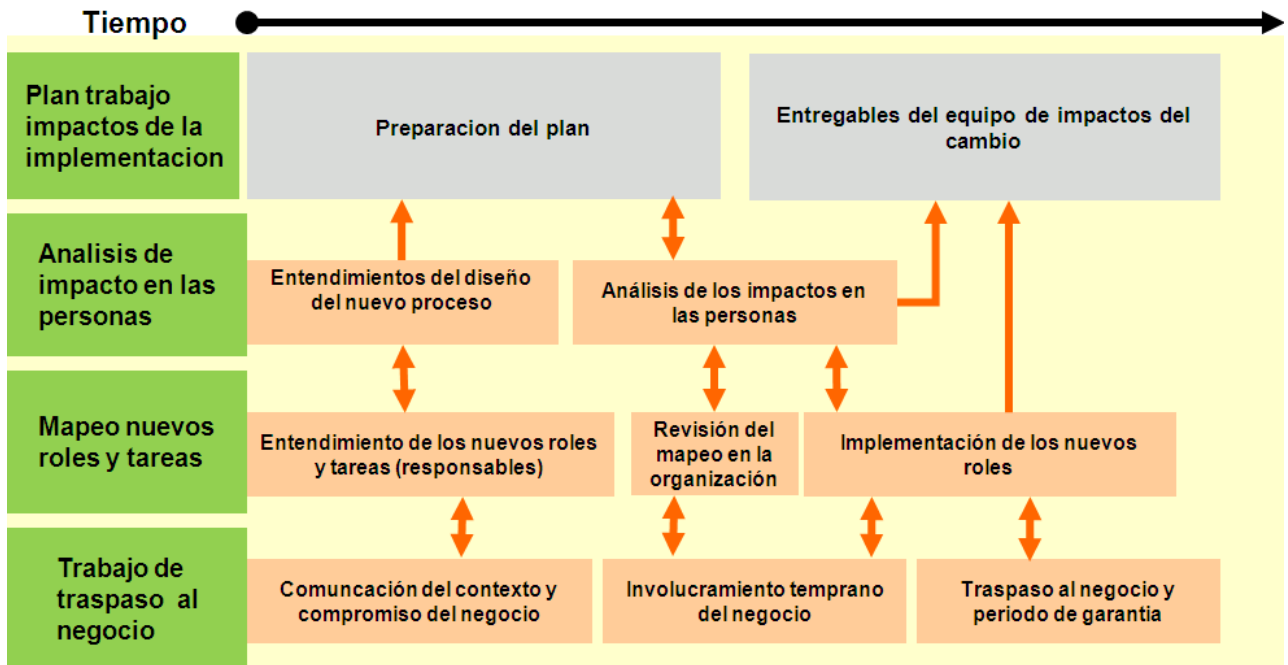 Tiempo
Plan trabajo
impactos de la
implementacion
Preparacion del plan
Entregables del equipo de impactos del
cambio
Analisis de
impacto en las
personas
Entendimientos del diseño
del nuevo proceso
Análisis de los impactos en
las personas
Mapeo nuevos
roles y tareas
Entendimiento de los nuevos roles
y tareas (responsables)
Revisión del
mapeo en la
organización
Implementación de los nuevos
roles
Trabajo de
traspaso al
negocio
Comuncación del contexto y
compromiso del negocio
Involucramiento temprano
del negocio
Traspaso al negocio y
periodo de garantia